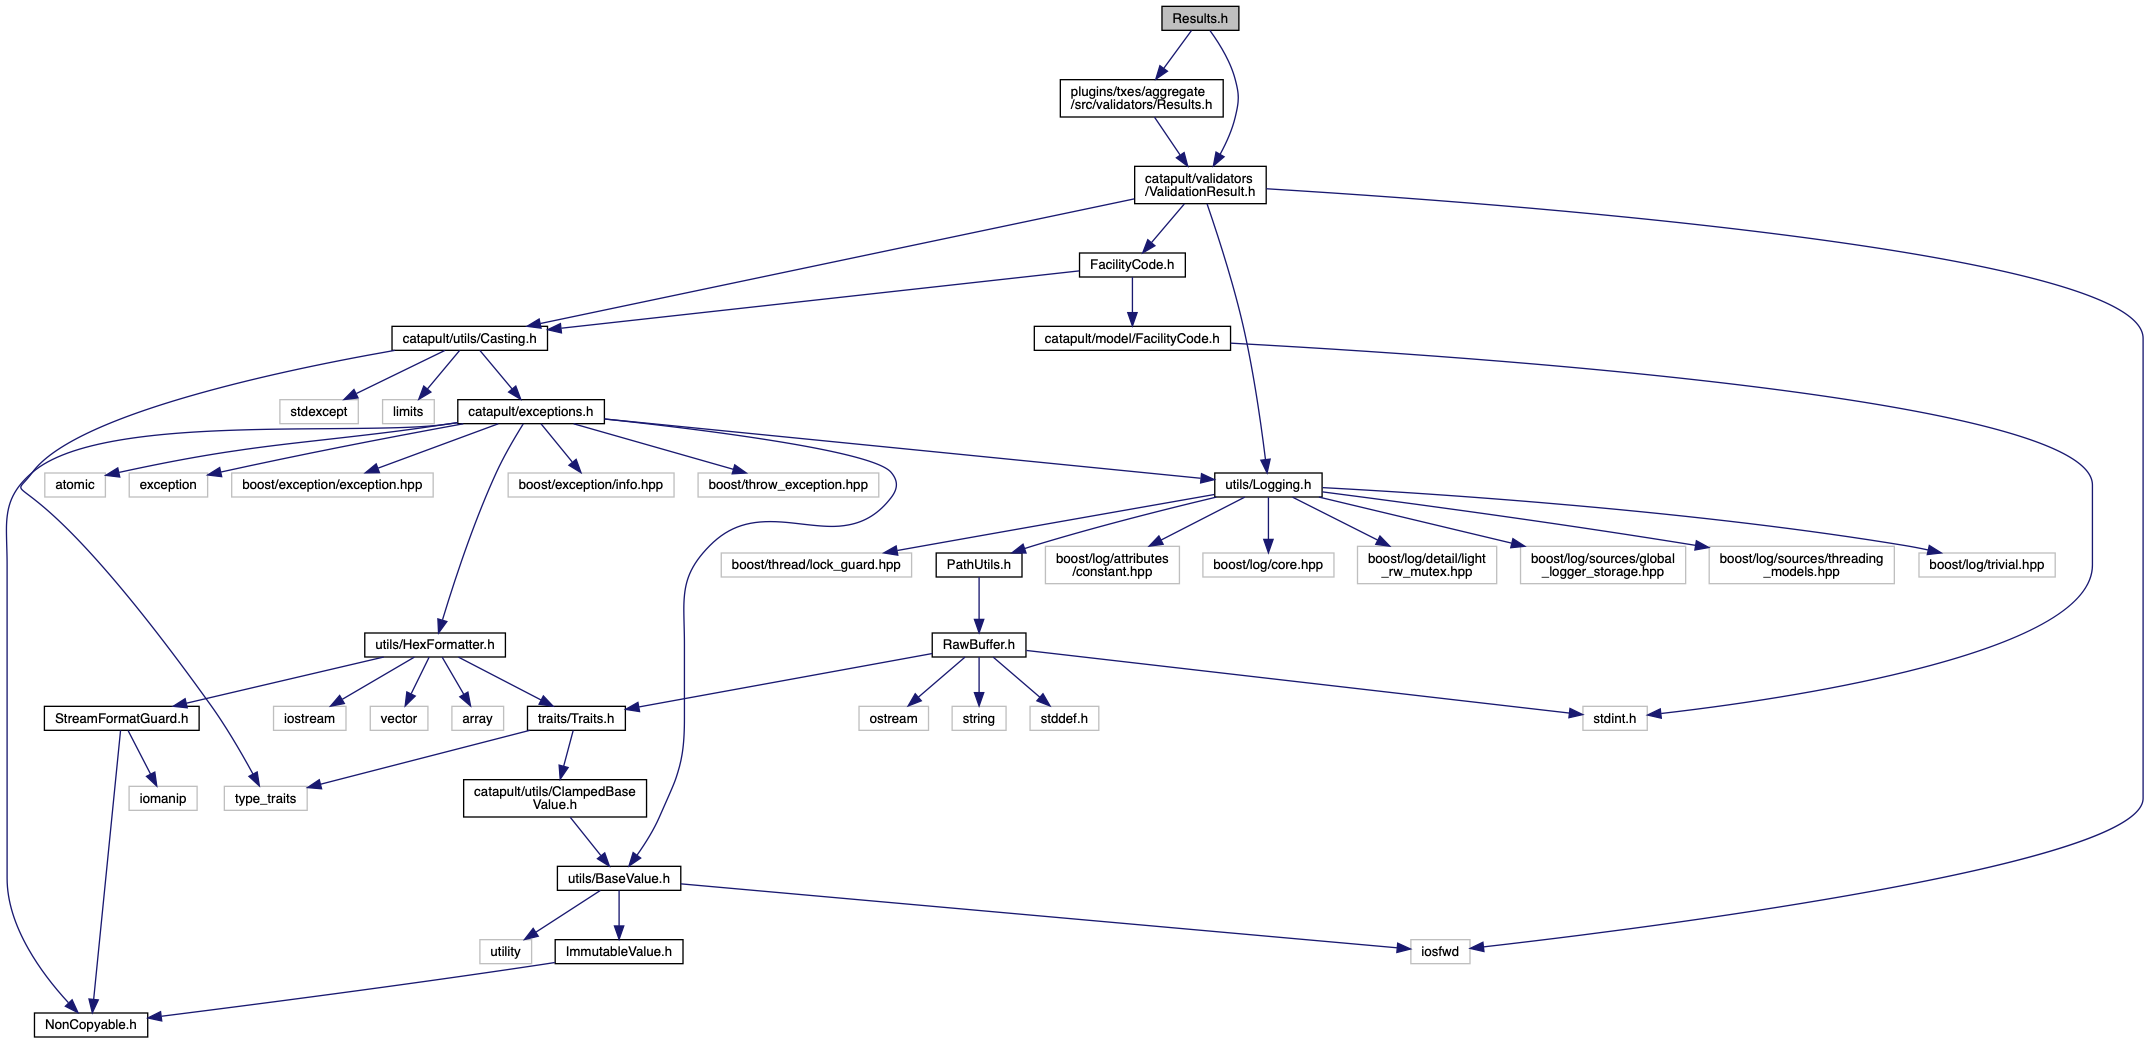 Results.h
plugins/txes/aggregate
/src/validators/Results.h
catapult/validators
/ValidationResult.h
FacilityCode.h
catapult/utils/Casting.h
catapult/model/FacilityCode.h
stdexcept
limits
catapult/exceptions.h
atomic
exception
boost/exception/exception.hpp
boost/exception/info.hpp
boost/throw_exception.hpp
utils/Logging.h
boost/thread/lock_guard.hpp
PathUtils.h
boost/log/attributes
/constant.hpp
boost/log/core.hpp
boost/log/detail/light
_rw_mutex.hpp
boost/log/sources/global
_logger_storage.hpp
boost/log/sources/threading
_models.hpp
boost/log/trivial.hpp
utils/HexFormatter.h
RawBuffer.h
StreamFormatGuard.h
iostream
vector
array
traits/Traits.h
ostream
string
stddef.h
stdint.h
iomanip
type_traits
catapult/utils/ClampedBase
Value.h
utils/BaseValue.h
utility
ImmutableValue.h
iosfwd
NonCopyable.h